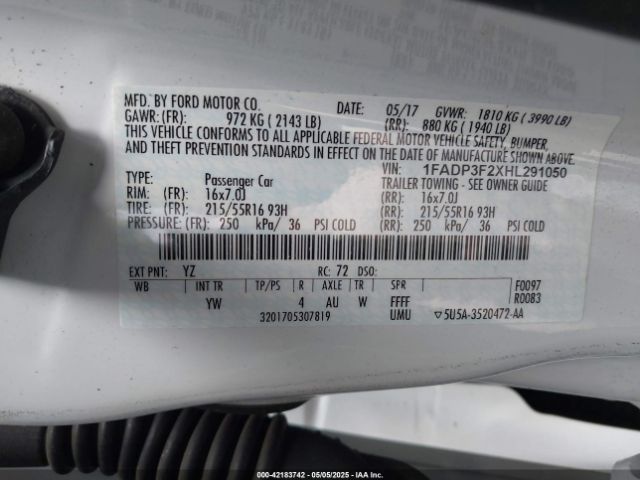 MFD. BY FORD MOTOR CO. DATE: 05/17 GVWR: 1810 KG ( 3990 LB)
GAWR: (FR): 972 KG ( 2143 LB) (RR): 880 KG ( 1940 LB)
THIS VEHICLE CONFORMS TO ALL APPLICABLE FEDERAL MOTOR VEHICLE SAFETY, BUMPER,
AND THEFT PREVENTION STANDARDS IN EFFECT ON THE DATE OF MANUFACTURE SHOWN ABOVE.
VIN: 1FADP3F2XHL291050
TYPE: Passenger Car TRAILER TOWING - SEE OWNER GUIDE
RIM: (FR): 16x7.0J (RR): 16x7.0J
TIRE: (FR): 215/55R16 93H (RR): 215/55R16 93H
PRESSURE: (FR): 250 kPa/ 36 PSI COLD (RR): 250 kPa/ 36 PSI COLD
EXT PNT: YZ RC: 72 DSO:
WB INT TR TP/PS R AXLE TR SPR F0097
YW 4 AU W FFFF R0083
3201705307819 UMU ▽5U5A-3520472-AA
000-42183742 - 05/05/2025 - IAA Inc.